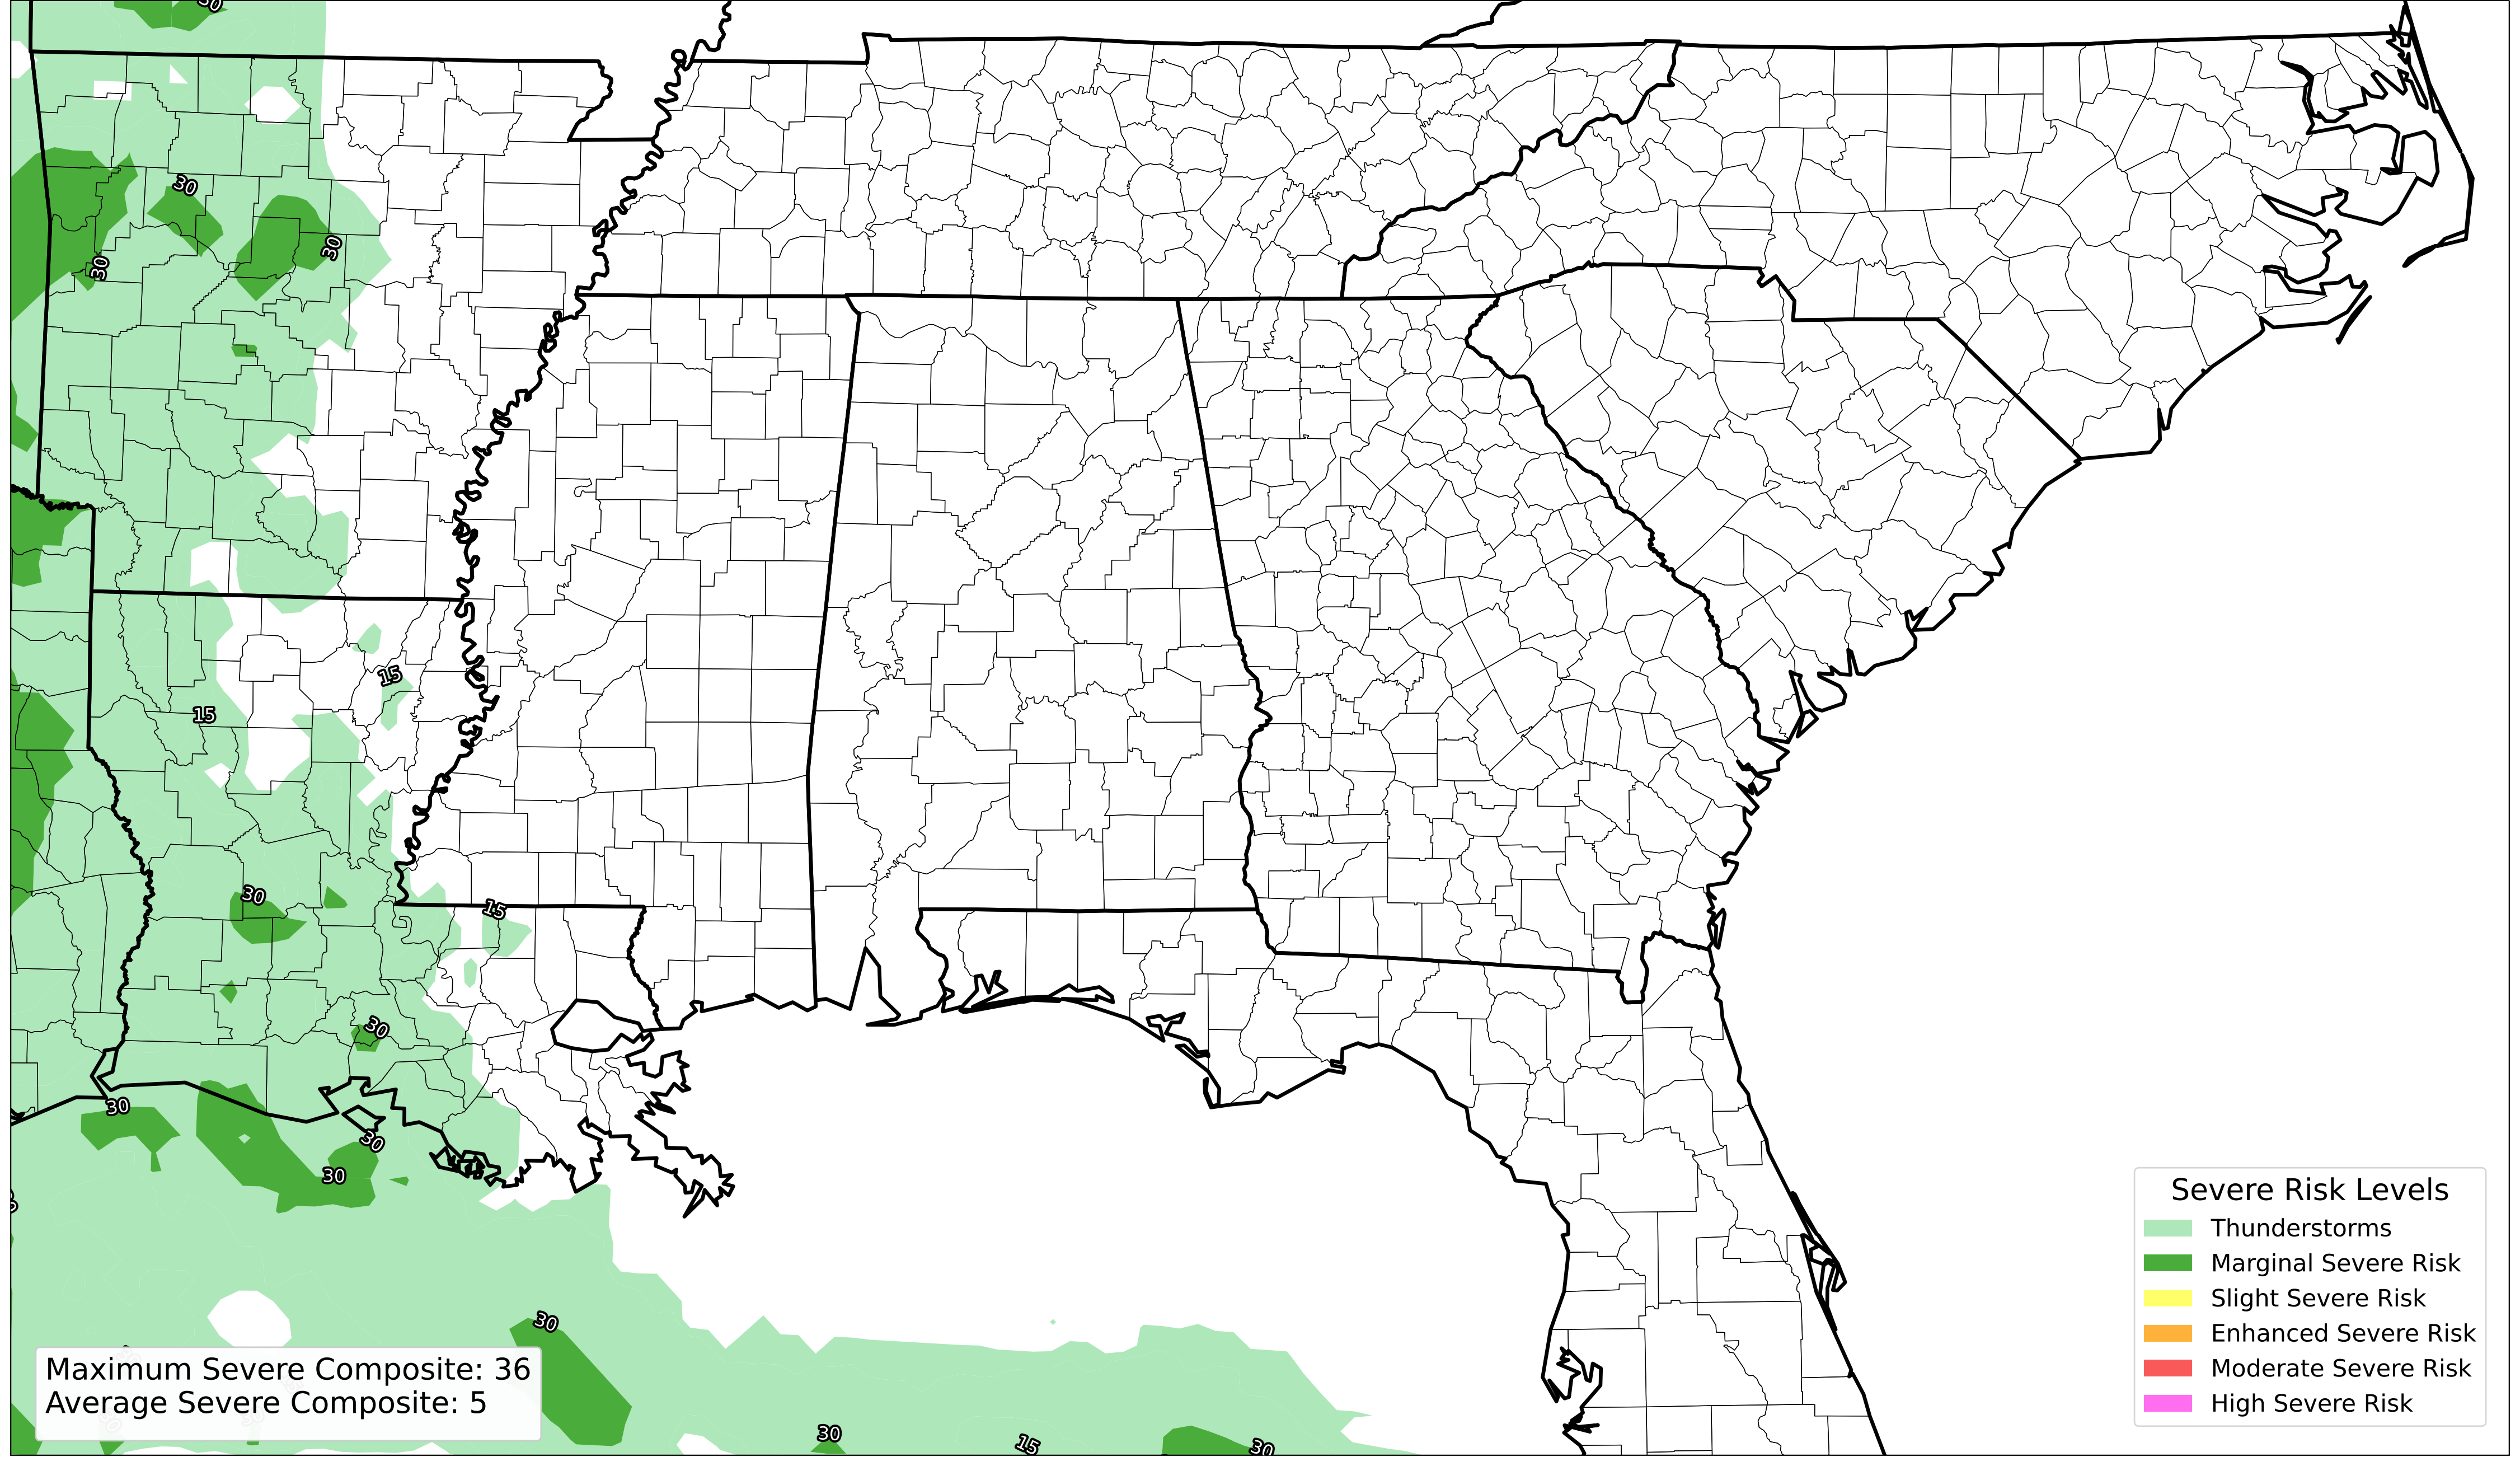 30
30
30
30
15
15
30
15
30
30
30
30
30
30
15
30
Maximum Severe Composite: 36
Average Severe Composite: 5
Severe Risk Levels
Thunderstorms
Marginal Severe Risk
Slight Severe Risk
Enhanced Severe Risk
Moderate Severe Risk
High Severe Risk